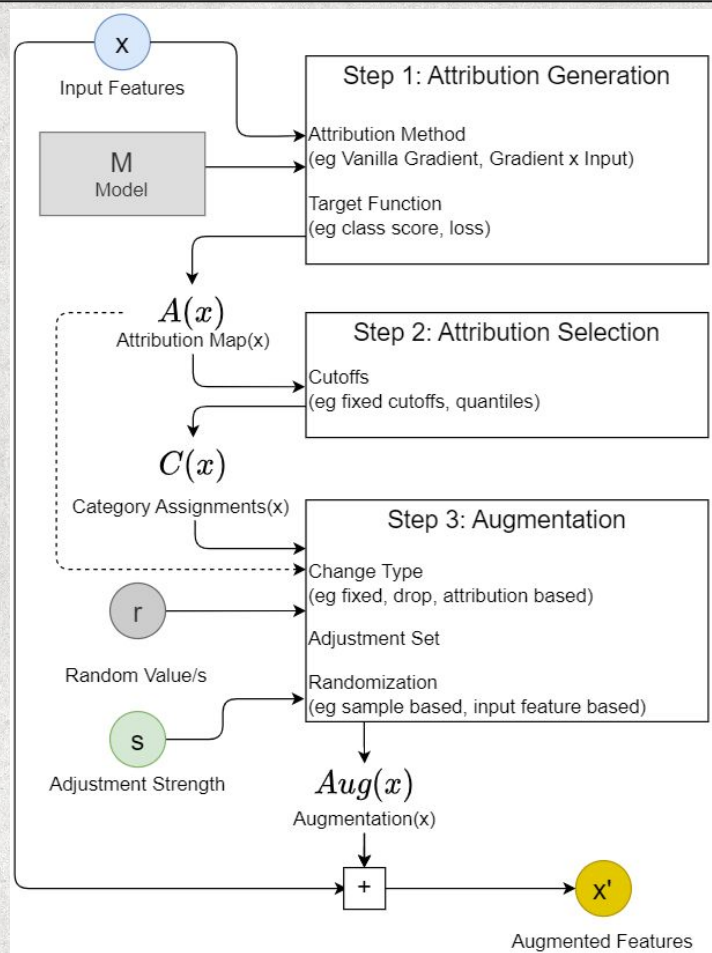 x
Input Features
M
Model
Step 1: Attribution Generation
Attribution Method
(eg Vanilla Gradient, Gradient x Input)
Target Function
(eg class score, loss)
A(x)
Attribution Map(x)
Step 2: Attribution Selection
Cutoffs
(eg fixed cutoffs, quantiles)
C(x)
Category Assignments(x)
Step 3: Augmentation
Change Type
(eg fixed, drop, attribution based)
Adjustment Set
Randomization
(eg sample based, input feature based)
r
Random Value/s
s
Adjustment Strength
Aug(x)
Augmentation(x)
+
x'
Augmented Features